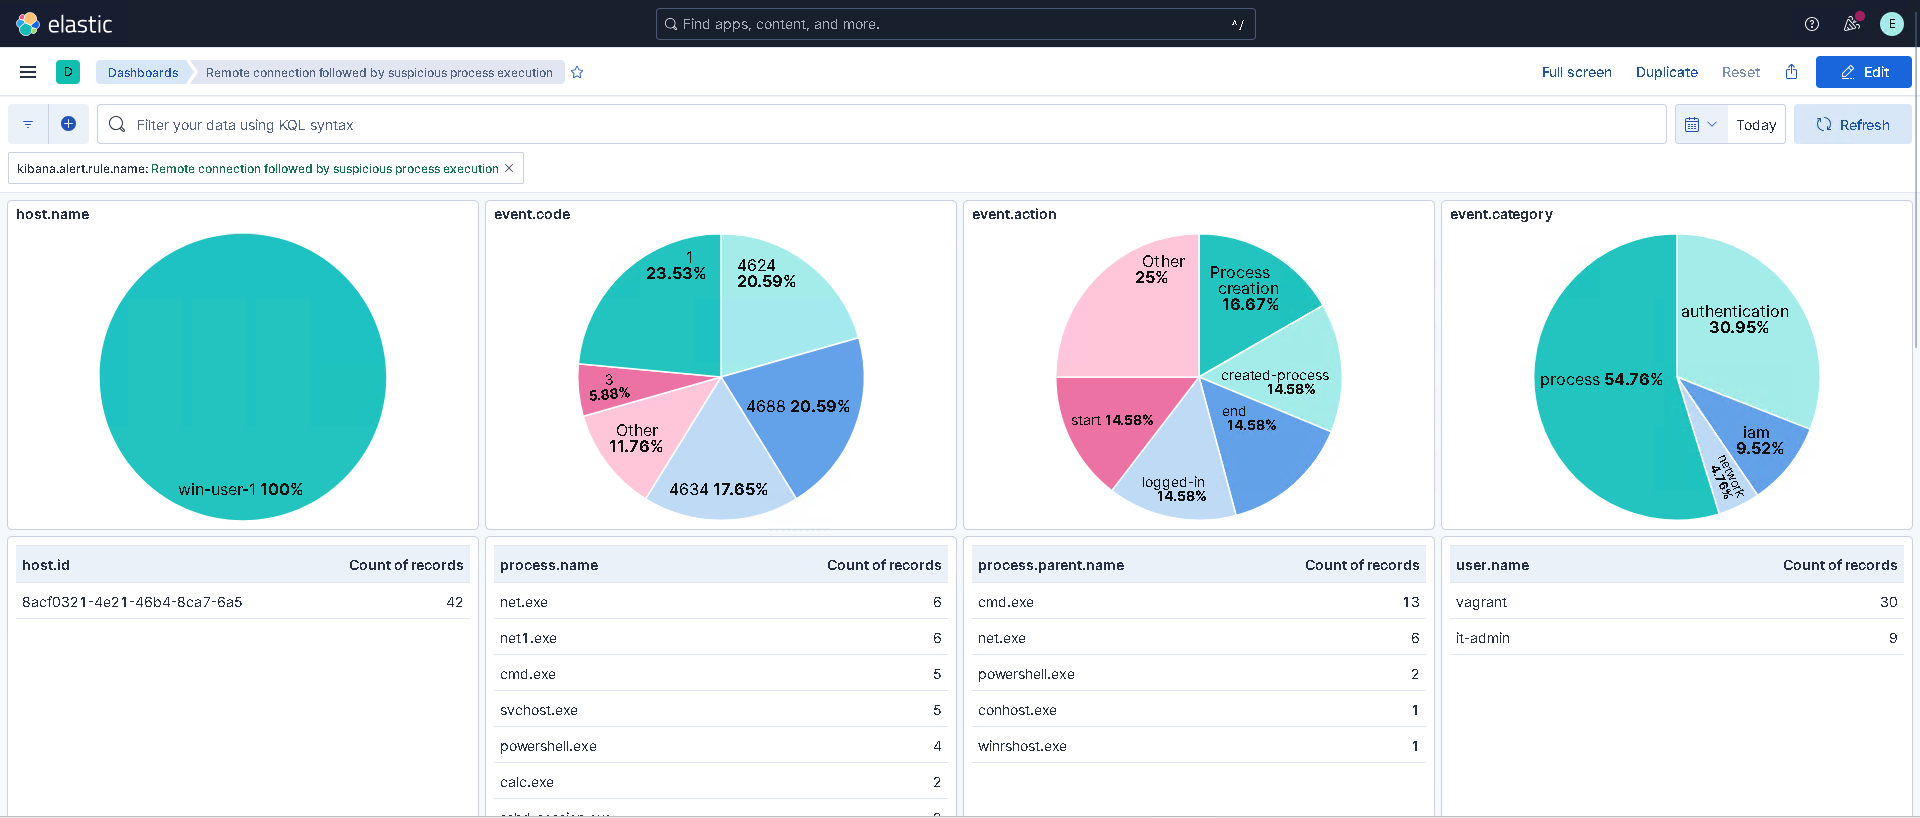 elastic
Find apps, content, and more.
^/
E
D
Dashboards
Remote connection followed by suspicious process execution
Full screen
Duplicate
Reset
Edit
Filter your data using KQL syntax
Today
Refresh
kibana.alert.rule.name: Remote connection followed by suspicious process execution
host.name
win-user-1 100%
event.code
1
23.53%
4624
20.59%
3
5.88%
4688 20.59%
Other
11.76%
4634 17.65%
event.action
Other
25%
Process
creation
16.67%
created-process
14.58%
start 14.58%
end
14.58%
logged-in
14.58%
event.category
authentication
30.95%
process 54.76%
iam
9.52%
network
4.76%
host.id Count of records
8acf0321-4e21-46b4-8ca7-6a5 42
process.name Count of records
net.exe 6
net1.exe 6
cmd.exe 5
svchost.exe 5
powershell.exe 4
calc.exe 2
process.parent.name Count of records
cmd.exe 13
net.exe 6
powershell.exe 2
conhost.exe 1
winrshost.exe 1
user.name Count of records
vagrant 30
it-admin 9